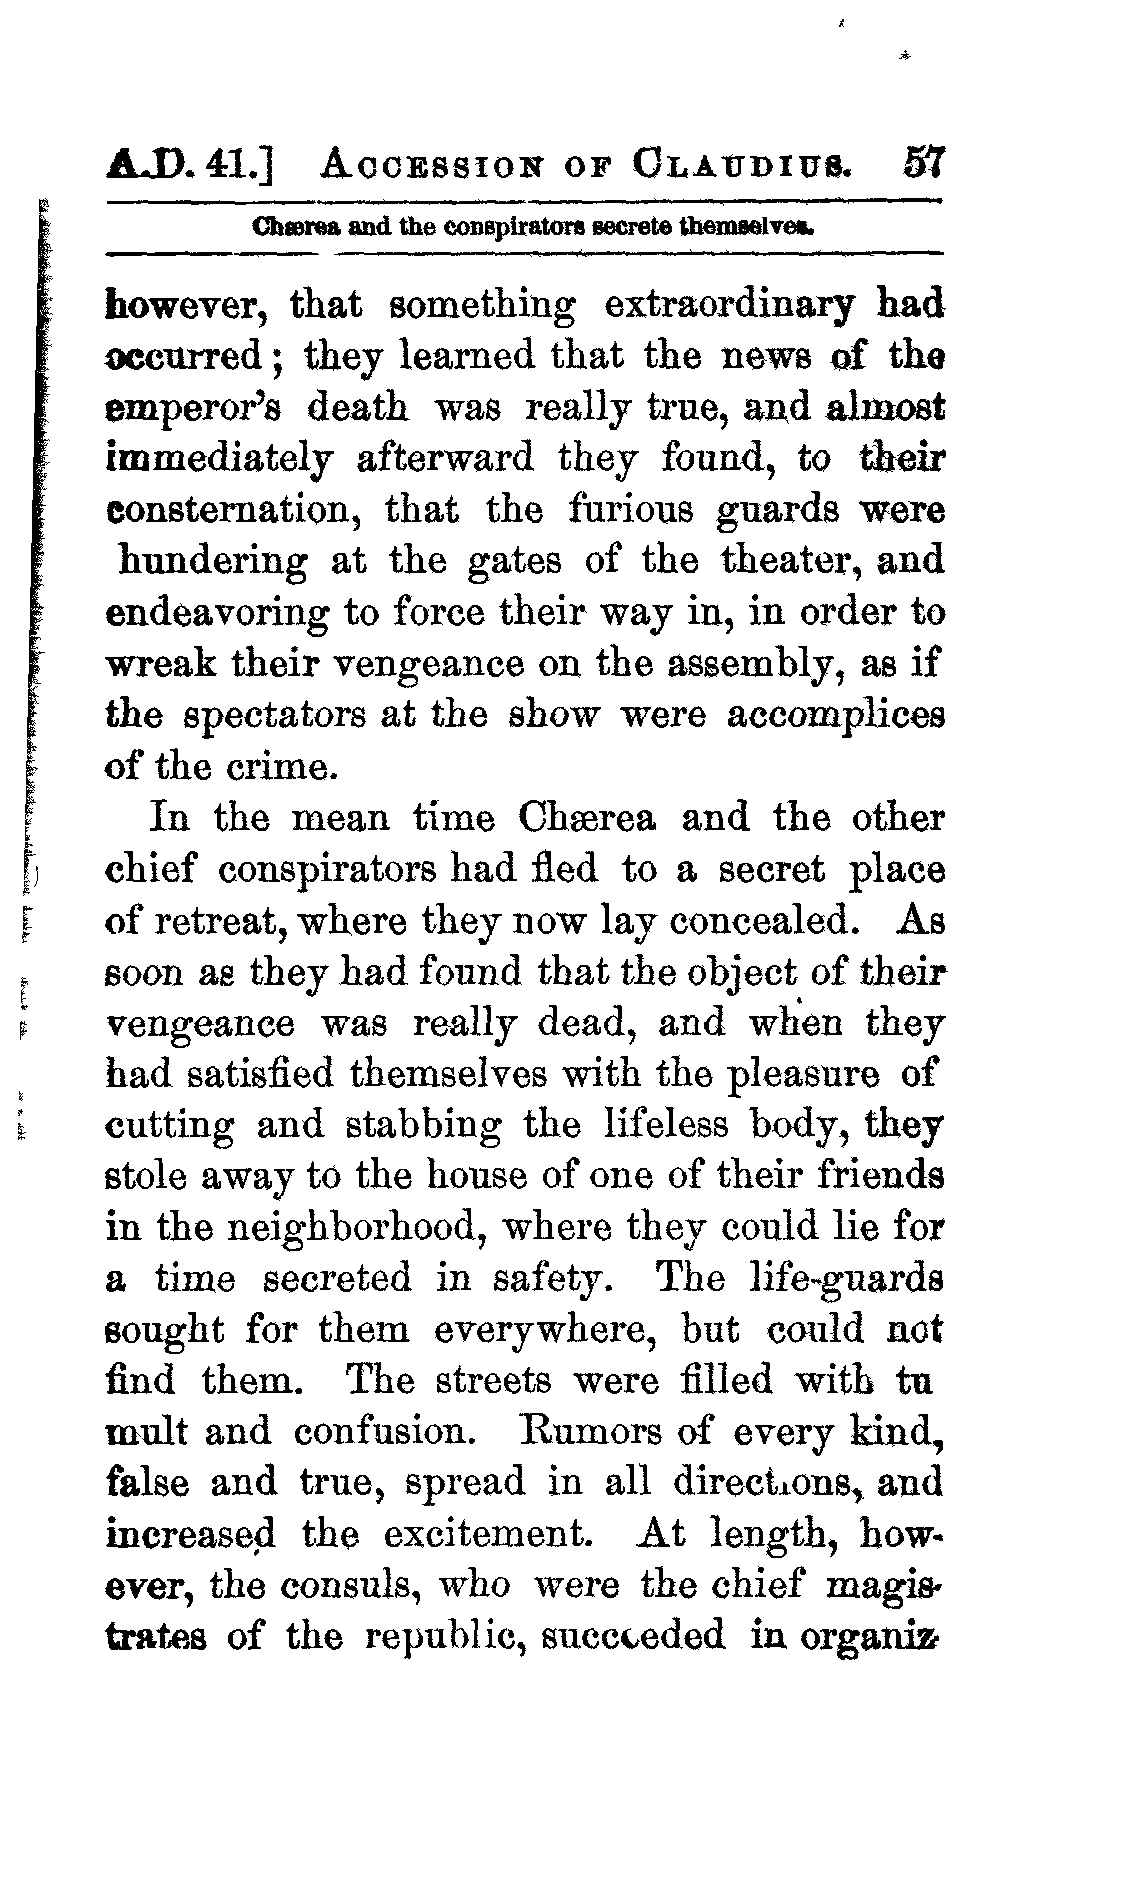 A.D. 41.] ACCESSION OF CLAUDIUS. 57
Chærea and the conspirators secrete themselves.
however, that something extraordinary had
occurred; they learned that the news of the
emperor's death was really true, and almost
immediately afterward they found, to their
consternation, that the furious guards were
hundering at the gates of the theater, and
endeavoring to force their way in, in order to
wreak their vengeance on the assembly, as if
the spectators at the show were accomplices
of the crime.
In the mean time Chærea and the other
chief conspirators had fled to a secret place
of retreat, where they now lay concealed. As
soon as they had found that the object of their
vengeance was really dead, and when they
had satisfied themselves with the pleasure of
cutting and stabbing the lifeless body, they
stole away to the house of one of their friends
in the neighborhood, where they could lie for
a time secreted in safety. The life-guards
sought for them everywhere, but could not
find them. The streets were filled with tu
mult and confusion. Rumors of every kind,
false and true, spread in all directions, and
increased the excitement. At length, how-
ever, the consuls, who were the chief magis-
trates of the republic, succeeded in organiz-